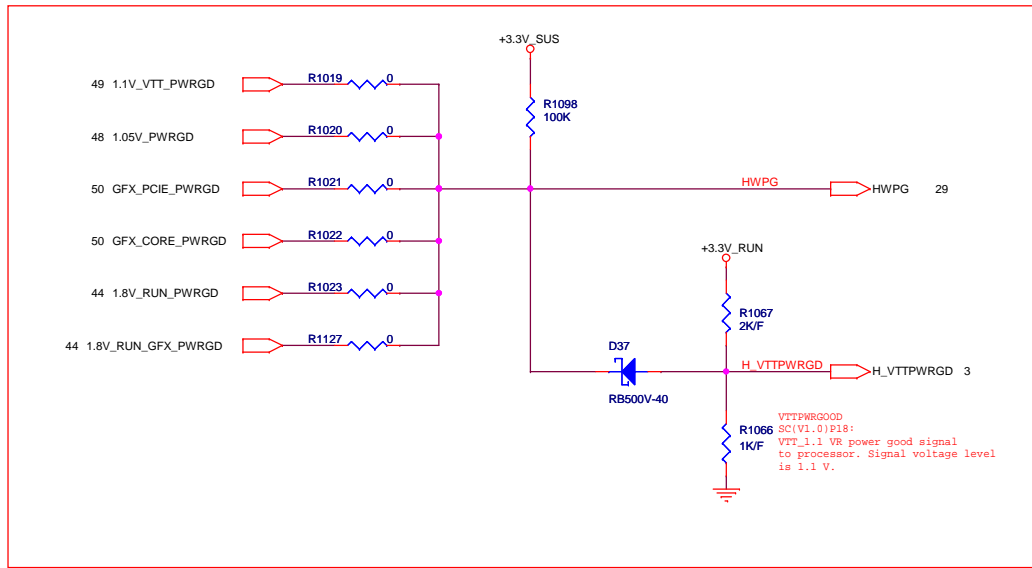 +3.3V_SUS
49 1.1V_VTT_PWRGD R1019 0
R1098
100K
48 1.05V_PWRGD R1020 0
50 GFX_PCIE_PWRGD R1021 0 HWPG HWPG 29
50 GFX_CORE_PWRGD R1022 0
+3.3V_RUN
44 1.8V_RUN_PWRGD R1023 0
R1067
2K/F
44 1.8V_RUN_GFX_PWRGD R1127 0
D37
H_VTTPWRGD H_VTTPWRGD 3
RB500V-40
R1066
1K/F
VTTPWRGOOD
SC(V1.0)P18:
VTT_1.1 VR power good signal
to processor. Signal voltage level
is 1.1 V.